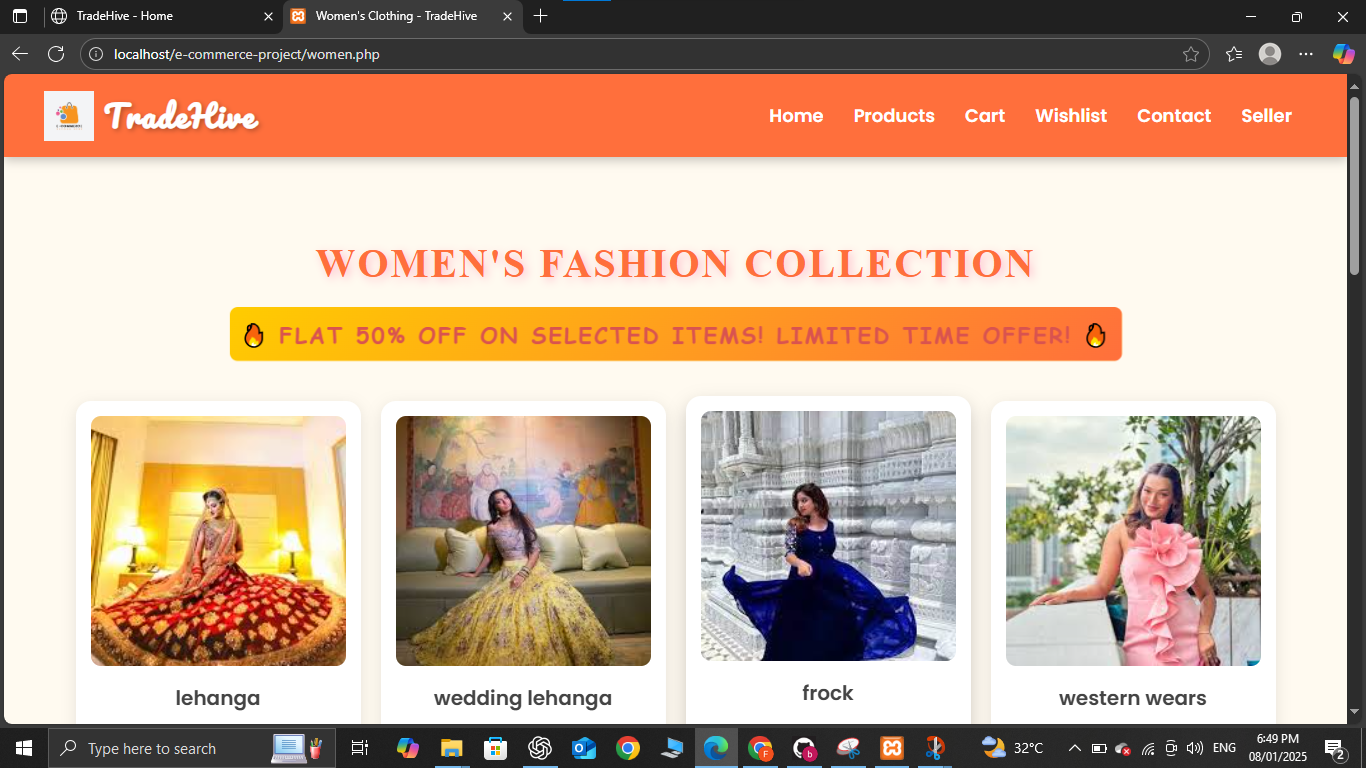 TradeHive - Home
Women's Clothing - TradeHive
localhost/e-commerce-project/women.php
TradeHive
Home
Products
Cart
Wishlist
Contact
Seller
WOMEN'S FASHION COLLECTION
🔥 FLAT 50% OFF ON SELECTED ITEMS! LIMITED TIME OFFER! 🔥
lehanga
wedding lehanga
frock
western wears
Type here to search
32°C
ENG
6:49 PM
08/01/2025
2